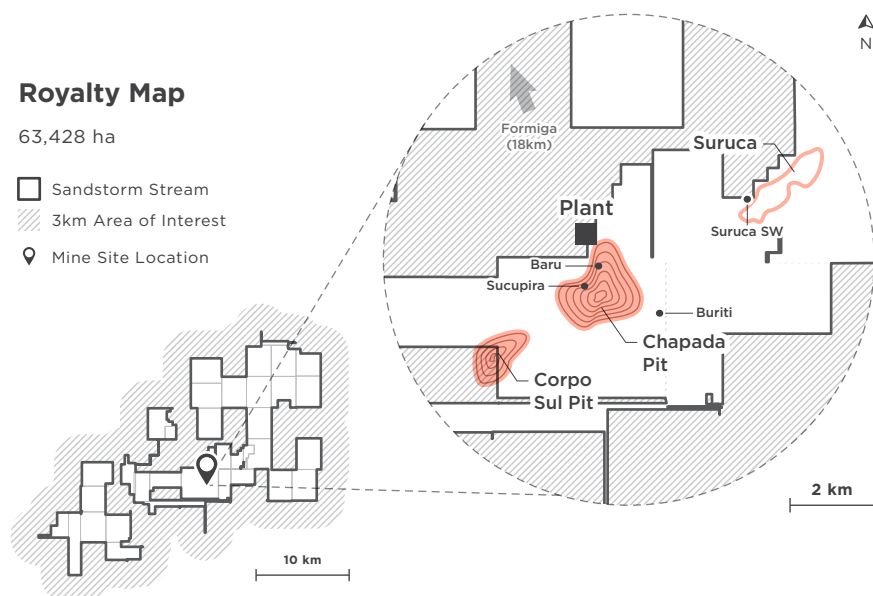 Royalty Map
63,428 ha
Sandstorm Stream
3km Area of Interest
Mine Site Location
10 km
N
Formiga
(18km)
Suruca
Suruca SW
Plant
Baru
Sucupira
Buriti
Chapada
Pit
Corpo
Sul Pit
2 km